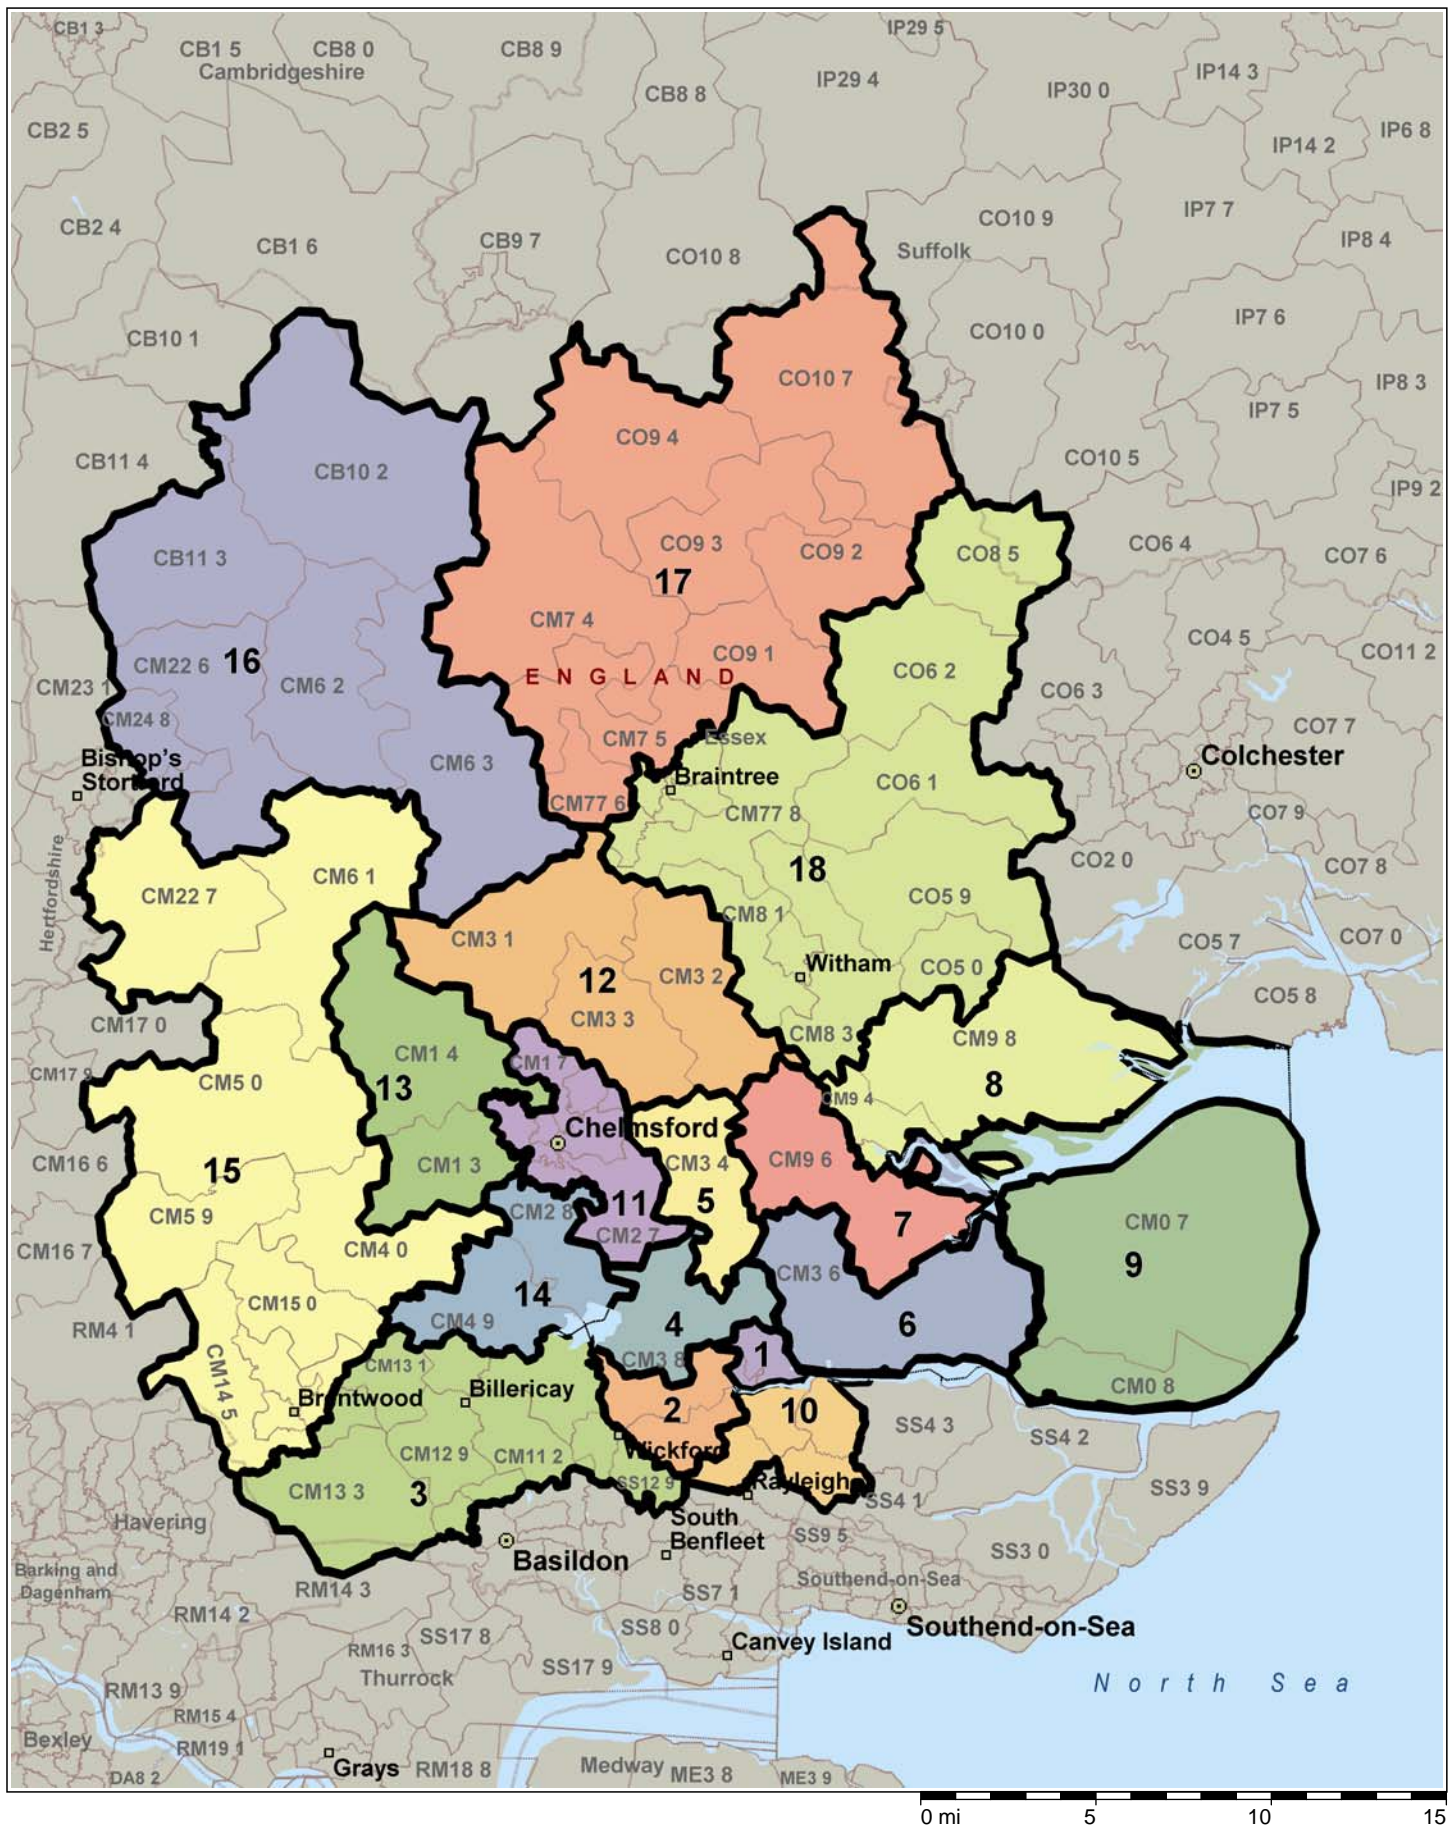 CB1 3
CB1 5
CB8 0
CB8 9
IP29 5
Cambridgeshire
IP29 4
IP14 3
CB8 8
IP30 0
CB2 5
IP14 2
IP6 8
CB2 4
CB1 6
CB9 7
CO10 8
Suffolk
CO10 9
IP7 7
IP8 4
CB10 1
CO10 0
IP7 6
CO10 7
IP8 3
IP7 5
CO9 4
CB11 4
CB10 2
CO10 5
IP9 2
CB11 3
CO9 3
CO9 2
CO8 5
CO6 4
CO7 6
17
CM7 4
CO9 1
CO4 5
CO11 2
CM22 6
16
CM6 2
ENGLAND
CO6 2
CM23 1
CO6 3
CM24 8
CM7 5
Essex
CO7 7
Bishop's
Stortford
CM6 3
Braintree
CO6 1
Colchester
CM77 6
CM77 8
CO7 9
Hertfordshire
CM22 7
CM6 1
18
CO5 9
CO2 0
CO7 8
CM3 1
CM8 1
CO5 7
CO7 0
12
CM3 2
Witham
CO5 0
CO5 8
CM17 0
CM3 3
CM8 3
CM9 8
CM1 4
CM1 7
CM5 0
13
8
CM9 4
Chelmsford
CM16 6
15
CM1 3
CM3 4
CM9 6
CM5 9
CM2 8
11
5
7
CM0 7
CM16 7
CM4 0
CM2 7
9
CM3 6
CM15 0
14
4
6
RM4 1
CM4 9
CM14 5
CM13 1
CM3 8
1
CM0 8
Brentwood
Billericay
2
10
SS4 3
SS4 2
CM12 9
CM11 2
Wickford
CM13 3
3
SS12 9
Rayleigh
SS4 1
SS3 9
Havering
South
Benfleet
SS9 5
SS3 0
Barking and
Dagenham
Basildon
RM14 3
SS7 1
Southend-on-Sea
RM14 2
SS17 8
SS8 0
Southend-on-Sea
RM16 3
Canvey Island
Thurrock
SS17 9
North Sea
RM13 9
RM15 4
Bexley
RM19 1
Grays
RM18 8
Medway
ME3 8
ME3 9
DA8 2
0 mi 5 10 15